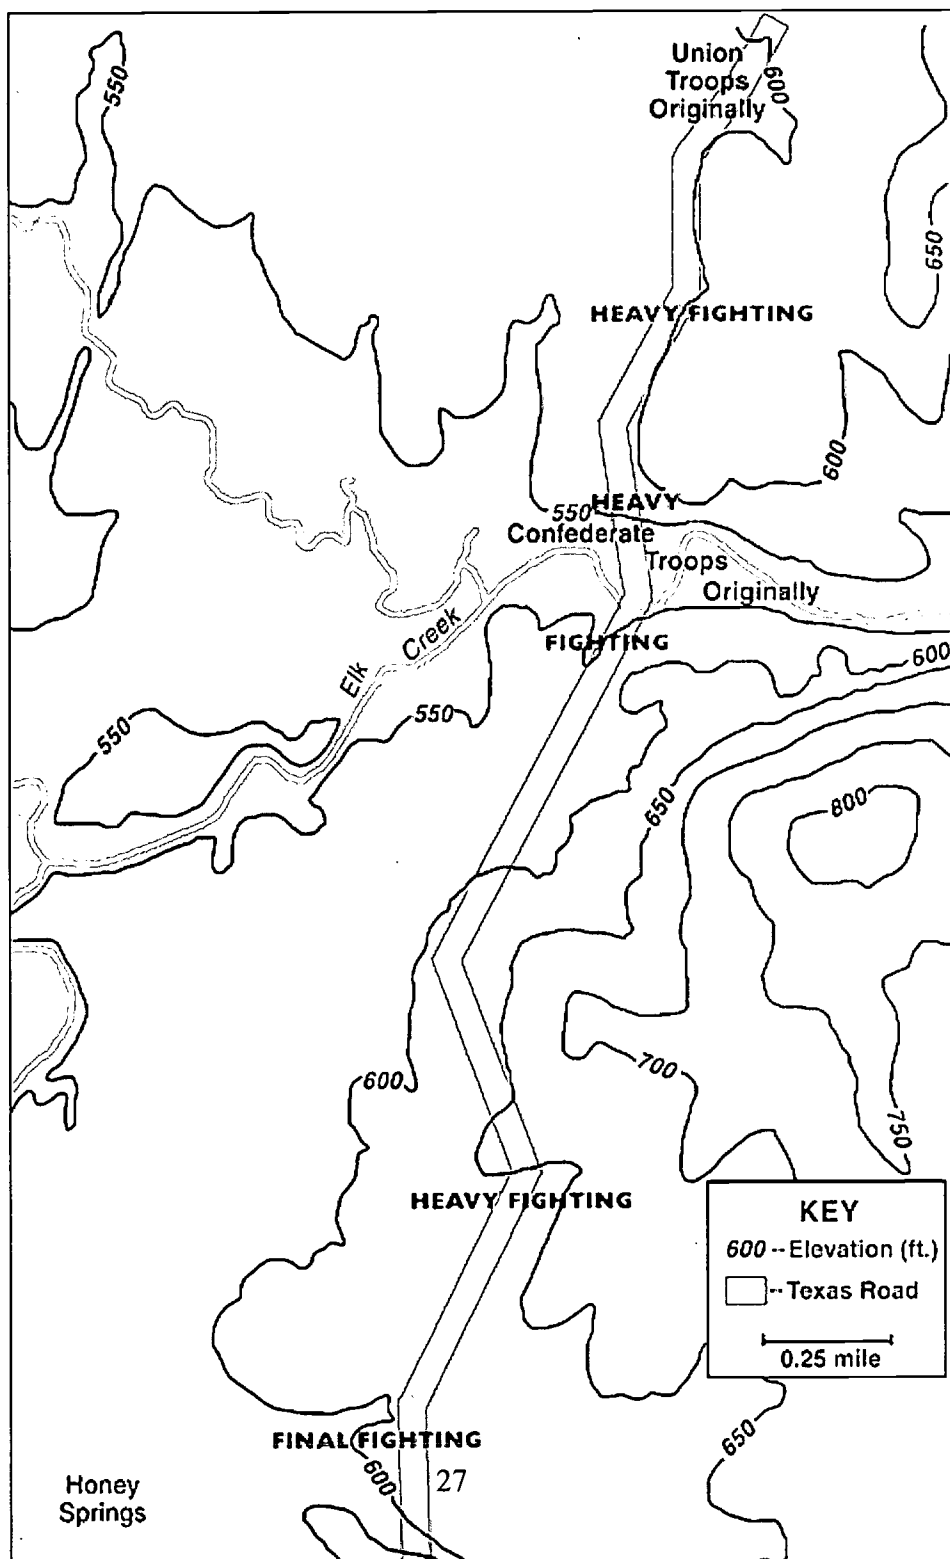 Union
Troops
Originally
600
550
650
HEAVY FIGHTING
600
HEAVY
550
Confederate
Troops
Originally
FIGHTING
600
Elk Creek
550
550
650
800
600
700
750
HEAVY FIGHTING
KEY
600 -- Elevation (ft.)
-- Texas Road
0.25 mile
FINAL FIGHTING
650
600
27
Honey
Springs